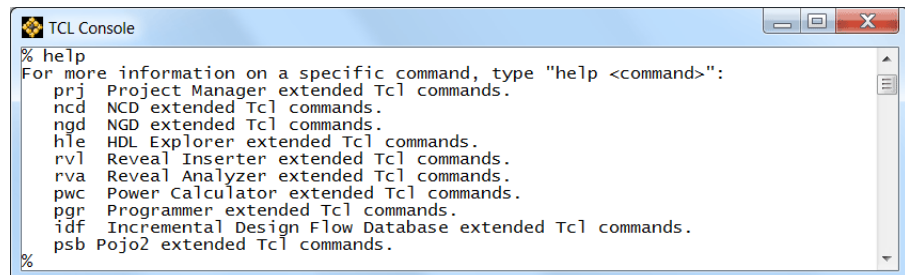 TCL Console
% help
For more information on a specific command, type "help <command>":
prj Project Manager extended Tcl commands.
ncd NCD extended Tcl commands.
ngd NGD extended Tcl commands.
hle HDL Explorer extended Tcl commands.
rvl Reveal Inserter extended Tcl commands.
rva Reveal Analyzer extended Tcl commands.
pwc Power Calculator extended Tcl commands.
pgr Programmer extended Tcl commands.
idf Incremental Design Flow Database extended Tcl commands.
psb Pojo2 extended Tcl commands.
%